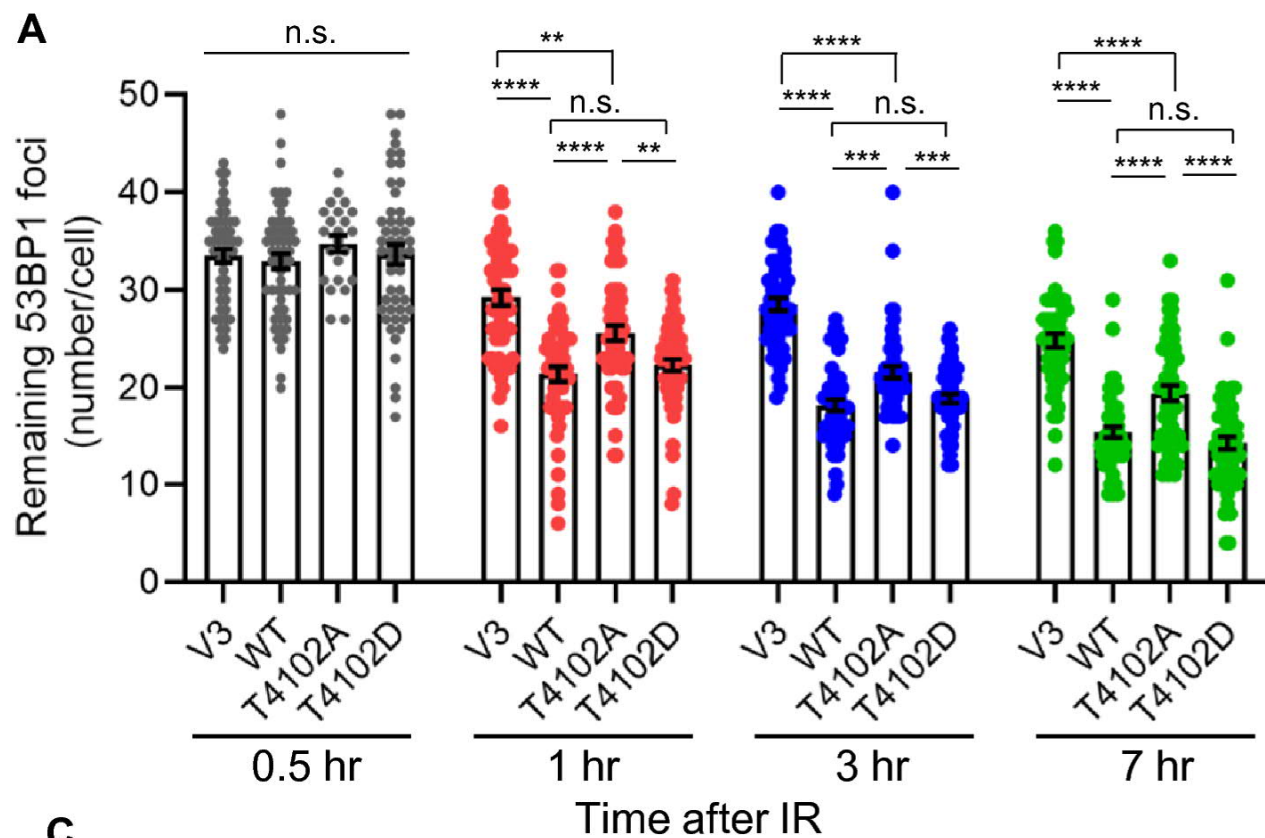 A
n.s.
** **** ****
**** n.s. **** n.s. **** n.s.
**** ** *** *** **** ****
Remaining 53BP1 foci
(number/cell)
50
40
30
20
10
0
V3 WT T4102A T4102D V3 WT T4102A T4102D V3 WT T4102A T4102D V3 WT T4102A T4102D
0.5 hr 1 hr 3 hr 7 hr
Time after IR
C